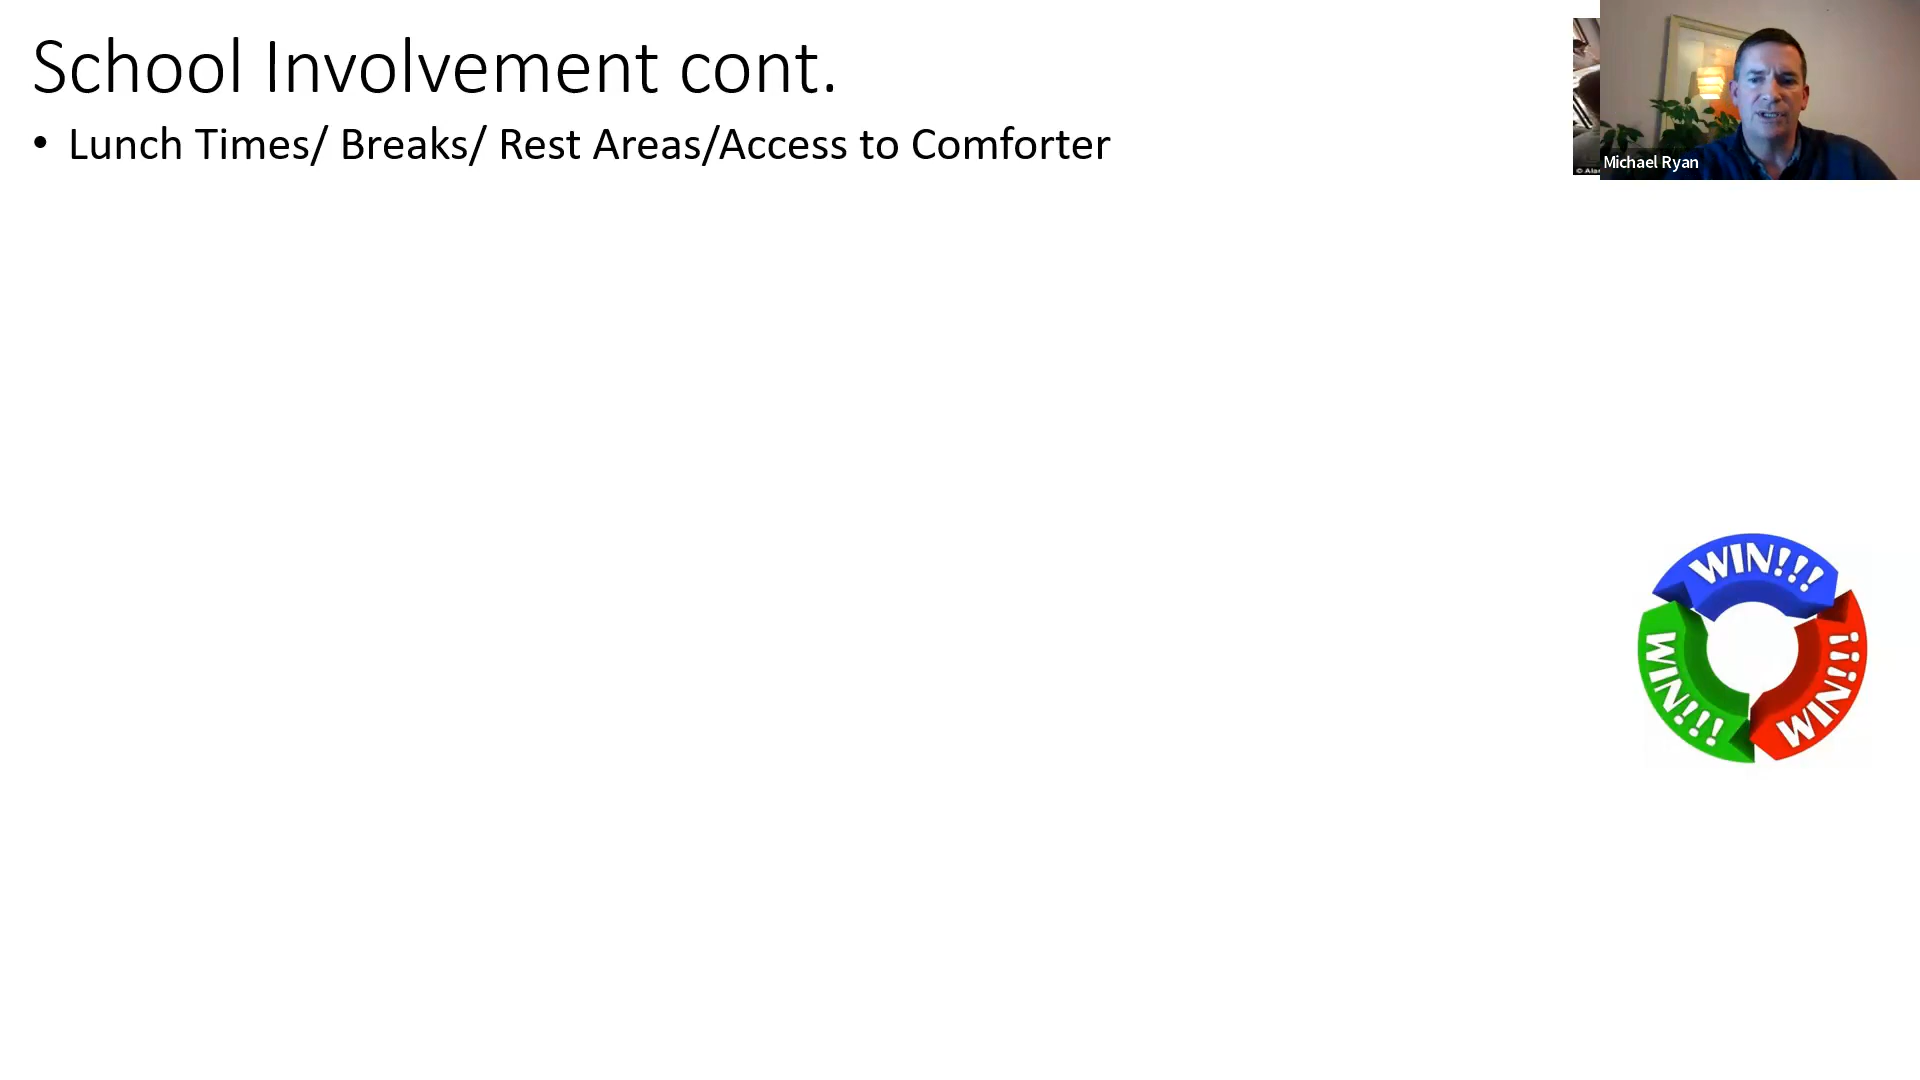 School Involvement cont.
• Lunch Times/ Breaks/ Rest Areas/Access to Comforter
Michael Ryan
WIN!!!
WIN!!!
WIN!!!